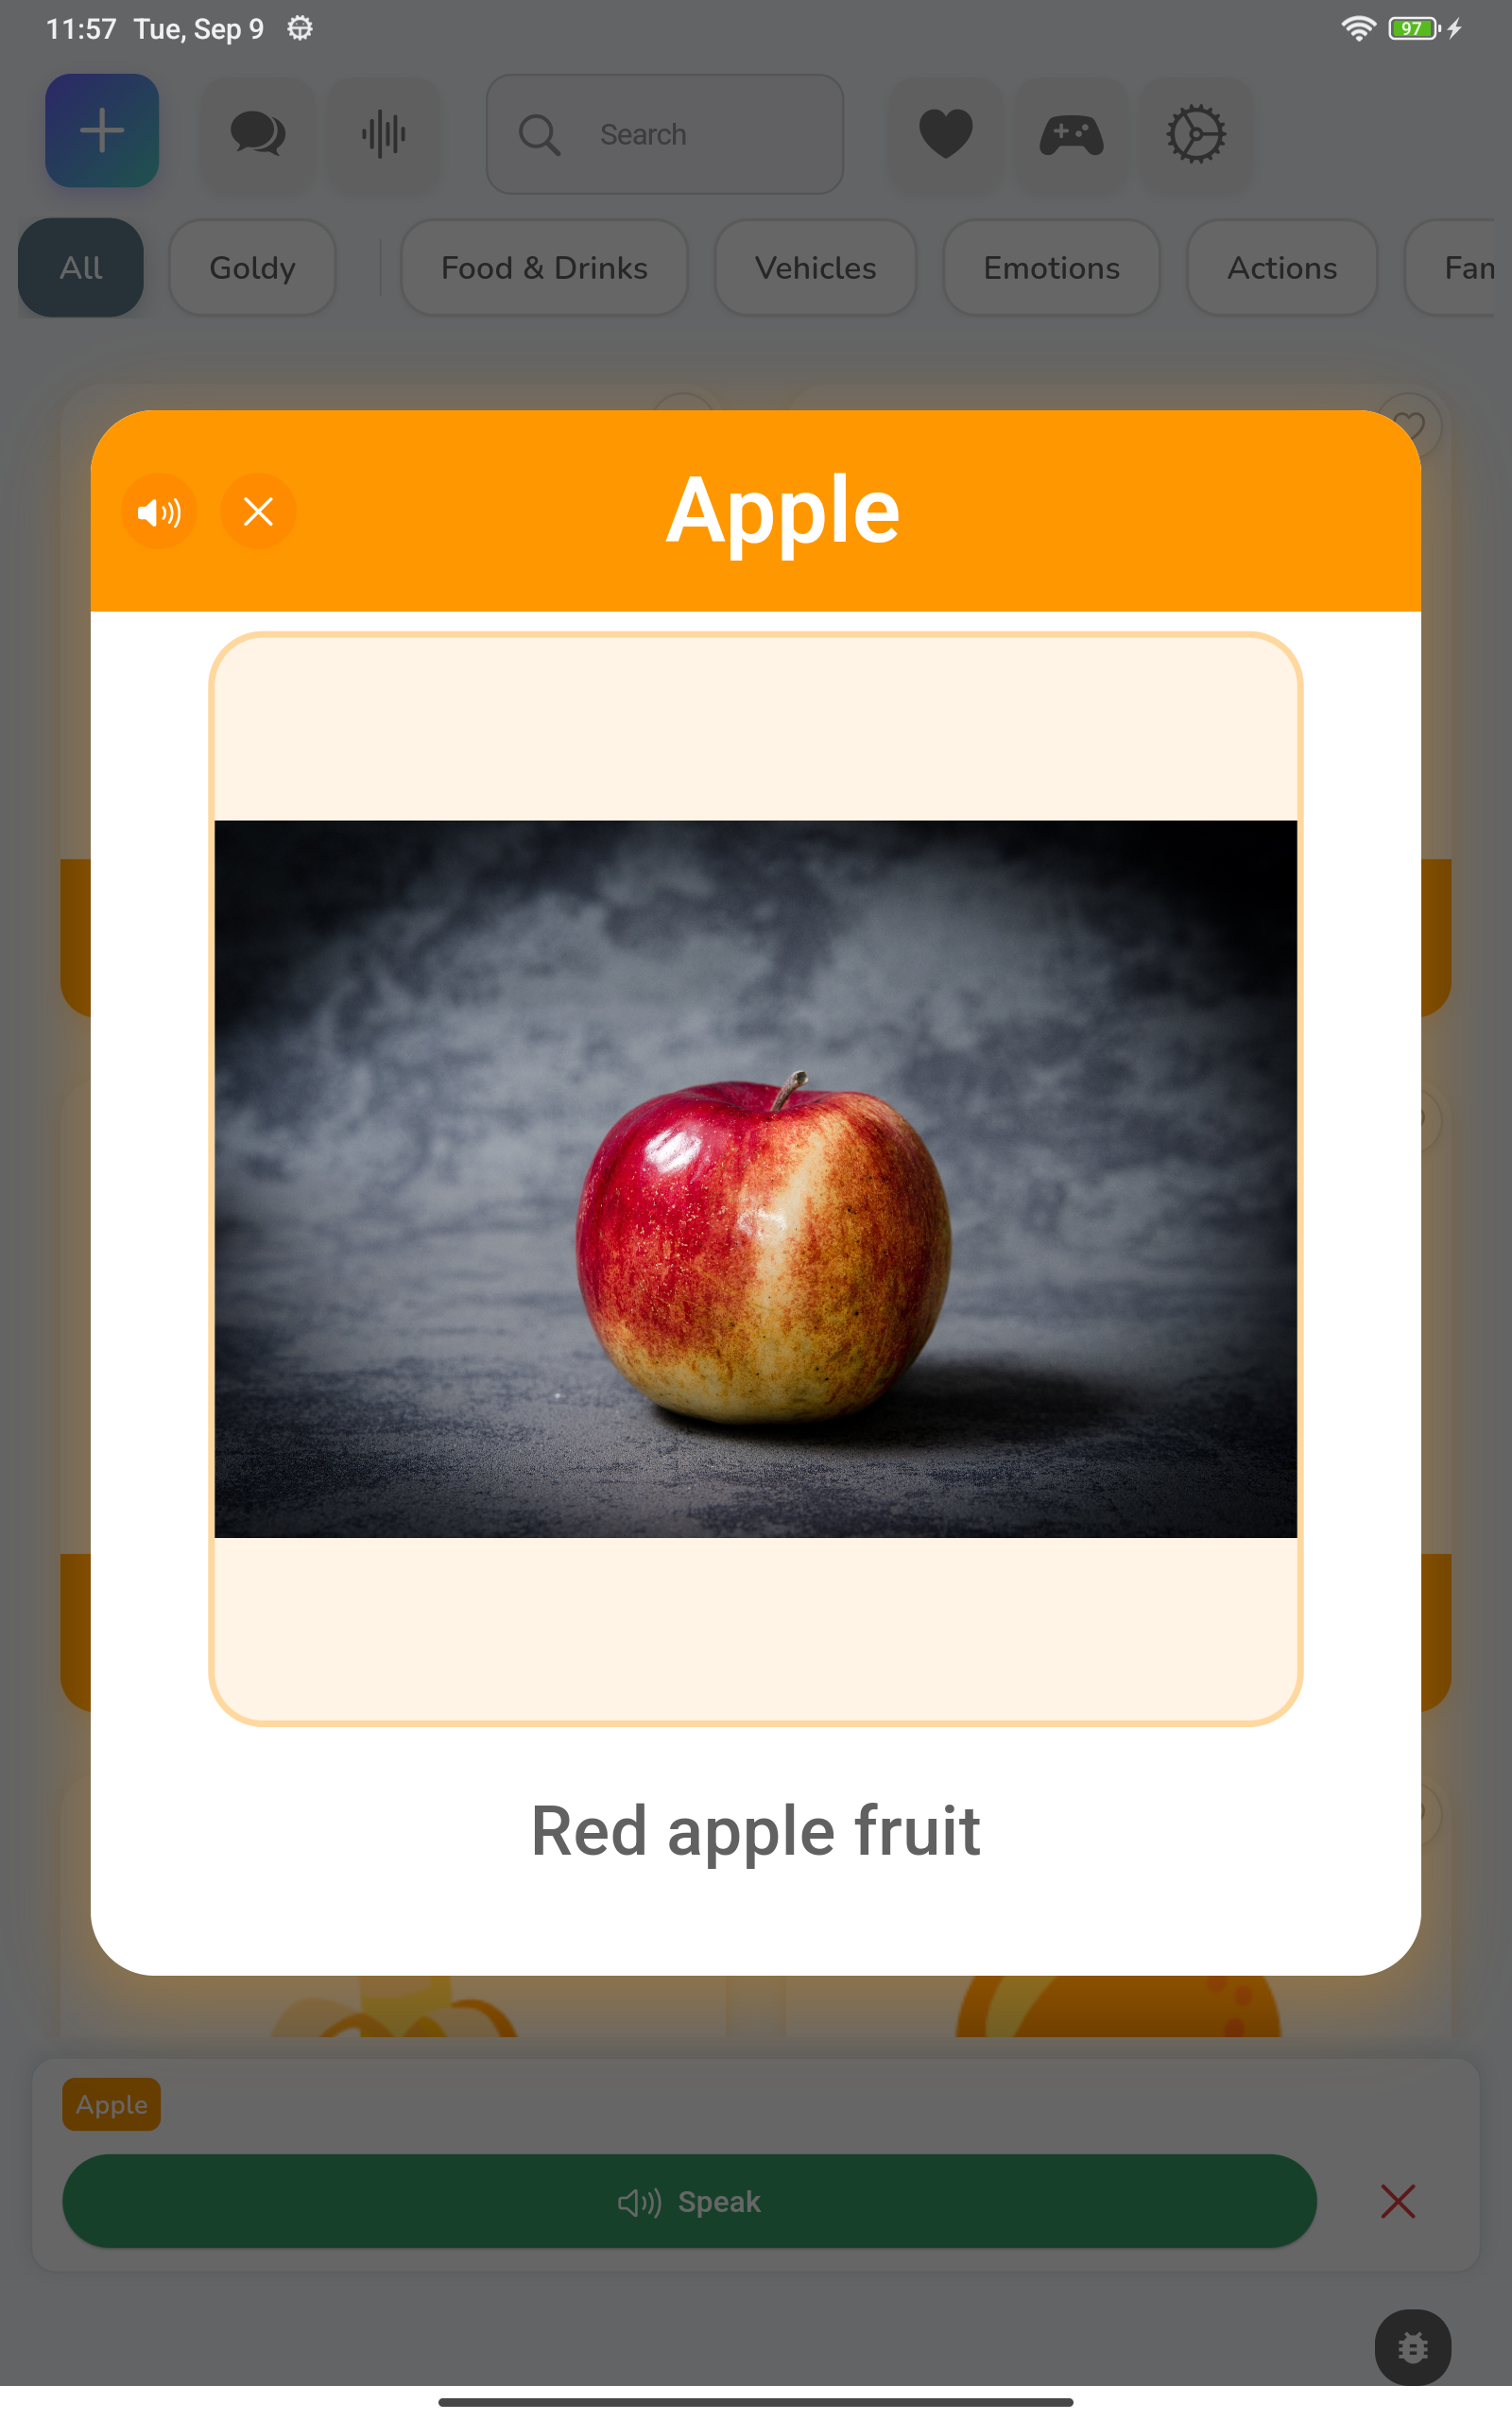 11:57 Tue, Sep 9
97
Search
All
Goldy
Food & Drinks
Vehicles
Emotions
Actions
Fam
Apple
Red apple fruit
Apple
Speak